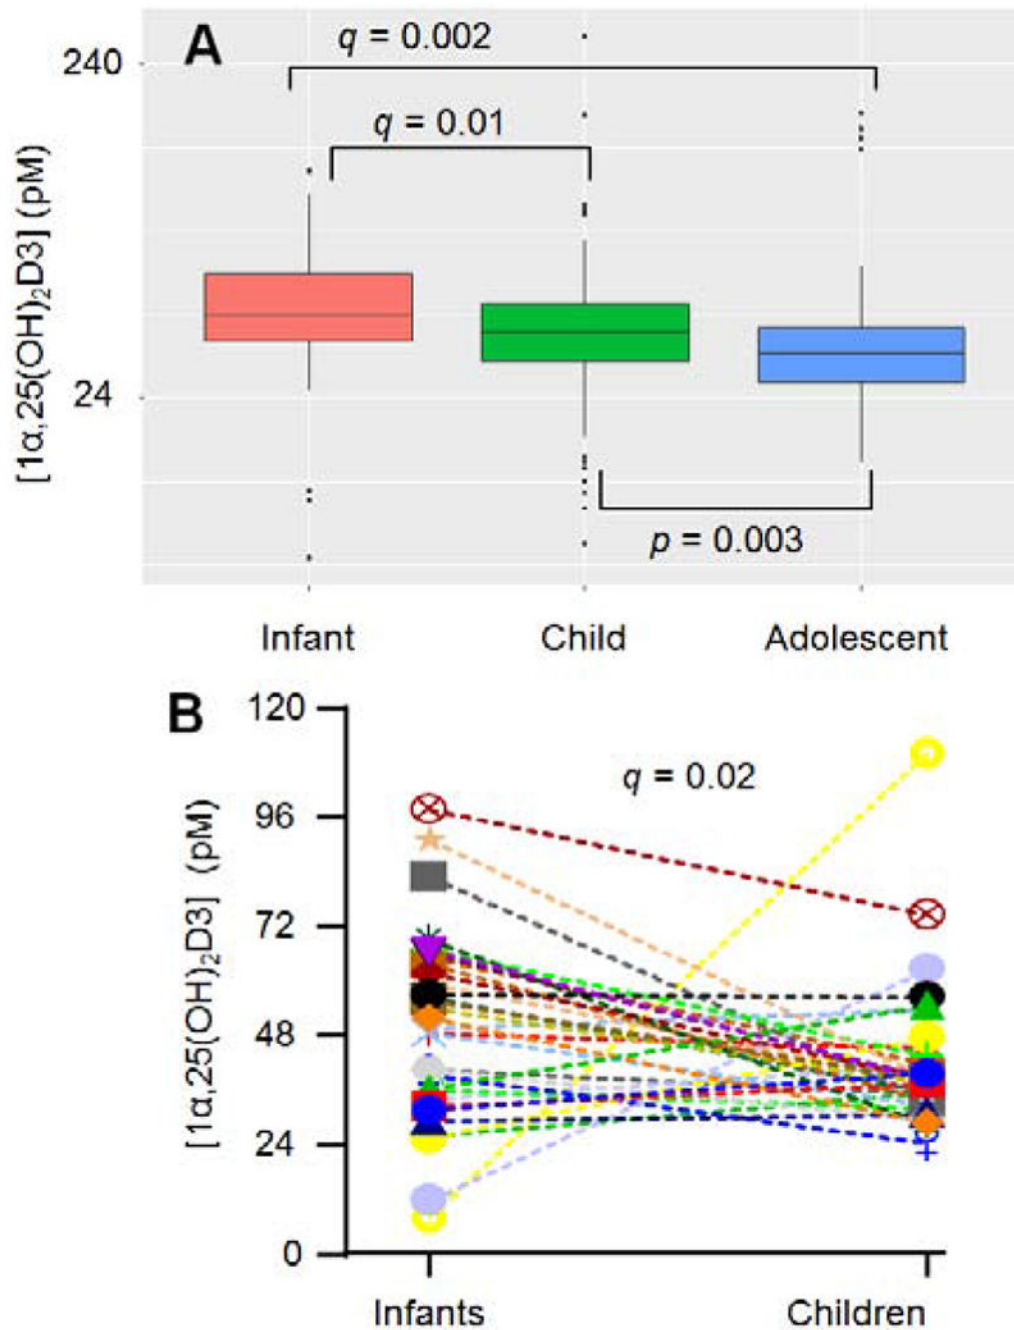 A
q = 0.002
240
q = 0.01
[1α,25(OH)₂D3] (pM)
24
p = 0.003
Infant Child Adolescent
B
120
q = 0.02
96
[1α,25(OH)₂D3] (pM)
72
48
24
0
Infants Children